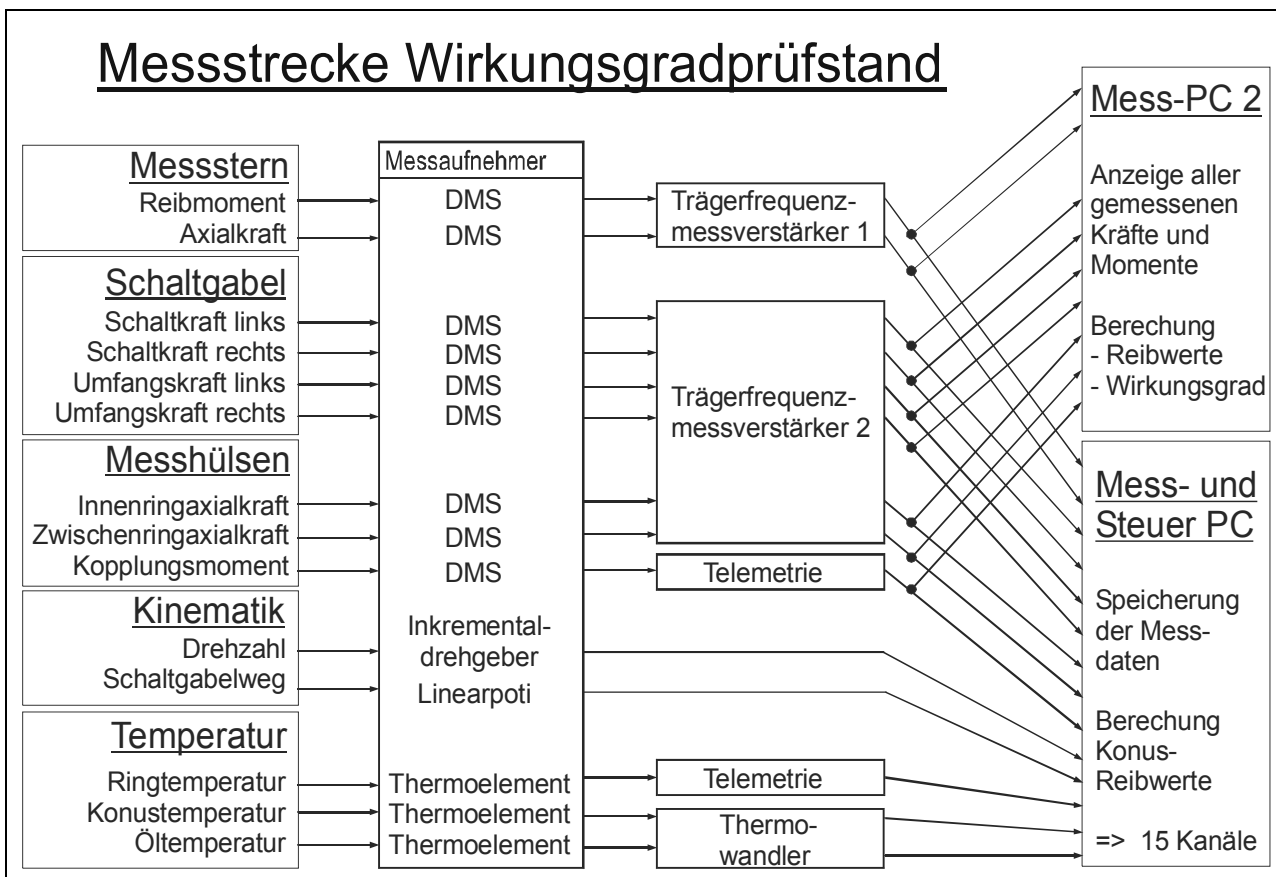 Messstrecke Wirkungsgradprüfstand
Messstern
Reibmoment
Axialkraft
Schaltgabel
Schaltkraft links
Schaltkraft rechts
Umfangskraft links
Umfangskraft rechts
Messhülsen
Innenringaxialkraft
Zwischenringaxialkraft
Kopplungsmoment
Kinematik
Drehzahl
Schaltgabelweg
Temperatur
Ringtemperatur
Konustemperatur
Öltemperatur
Messaufnehmer
DMS
DMS
DMS
DMS
DMS
DMS
DMS
DMS
DMS
Inkremental-
drehgeber
Linearpoti
Thermoelement
Thermoelement
Thermoelement
Trägerfrequenz-
messverstärker 1
Trägerfrequenz-
messverstärker 2
Telemetrie
Telemetrie
Thermo-
wandler
Mess-PC 2
Anzeige aller
gemessenen
Kräfte und
Momente
Berechung
- Reibwerte
- Wirkungsgrad
Mess- und
Steuer PC
Speicherung
der Mess-
daten
Berechung
Konus-
Reibwerte
=> 15 Kanäle